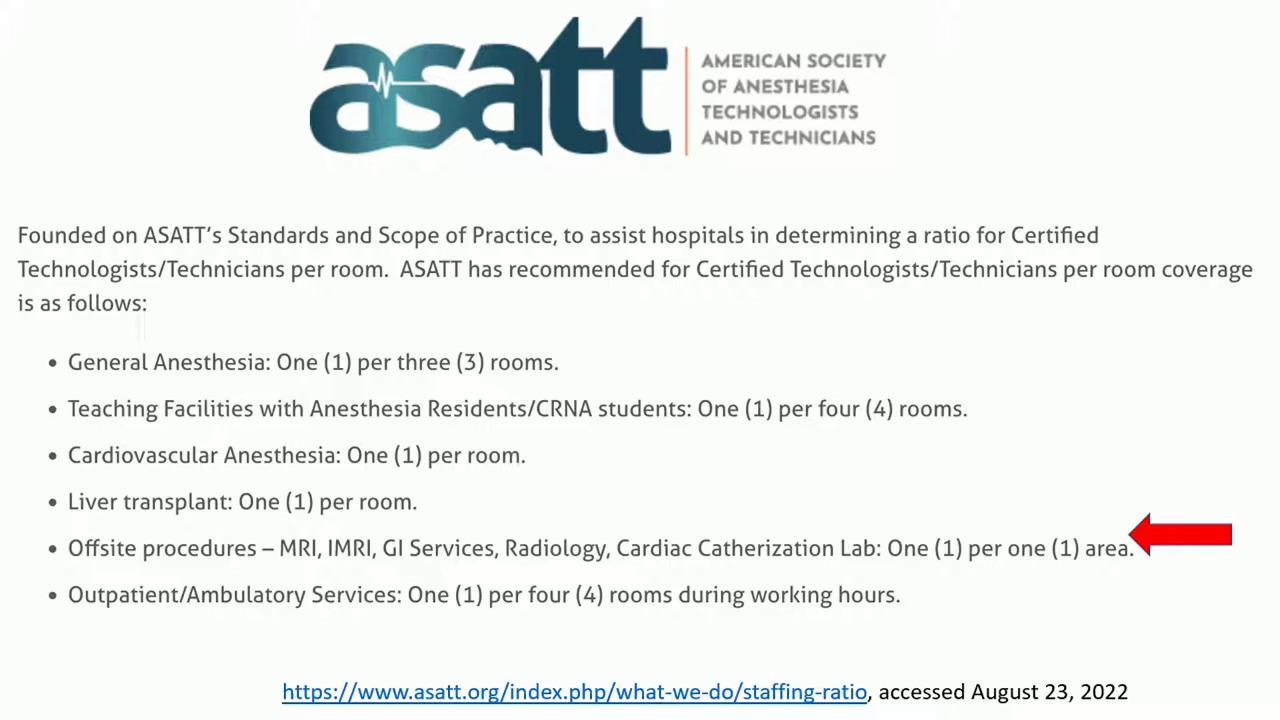 asatt
AMERICAN SOCIETY
OF ANESTHESIA
TECHNOLOGISTS
AND TECHNICIANS
Founded on ASATT's Standards and Scope of Practice, to assist hospitals in determining a ratio for Certified
Technologists/Technicians per room.  ASATT has recommended for Certified Technologists/Technicians per room coverage
is as follows:
• General Anesthesia: One (1) per three (3) rooms.
• Teaching Facilities with Anesthesia Residents/CRNA students: One (1) per four (4) rooms.
• Cardiovascular Anesthesia: One (1) per room.
• Liver transplant: One (1) per room.
• Offsite procedures – MRI, IMRI, GI Services, Radiology, Cardiac Catherization Lab: One (1) per one (1) area.
• Outpatient/Ambulatory Services: One (1) per four (4) rooms during working hours.
https://www.asatt.org/index.php/what-we-do/staffing-ratio, accessed August 23, 2022